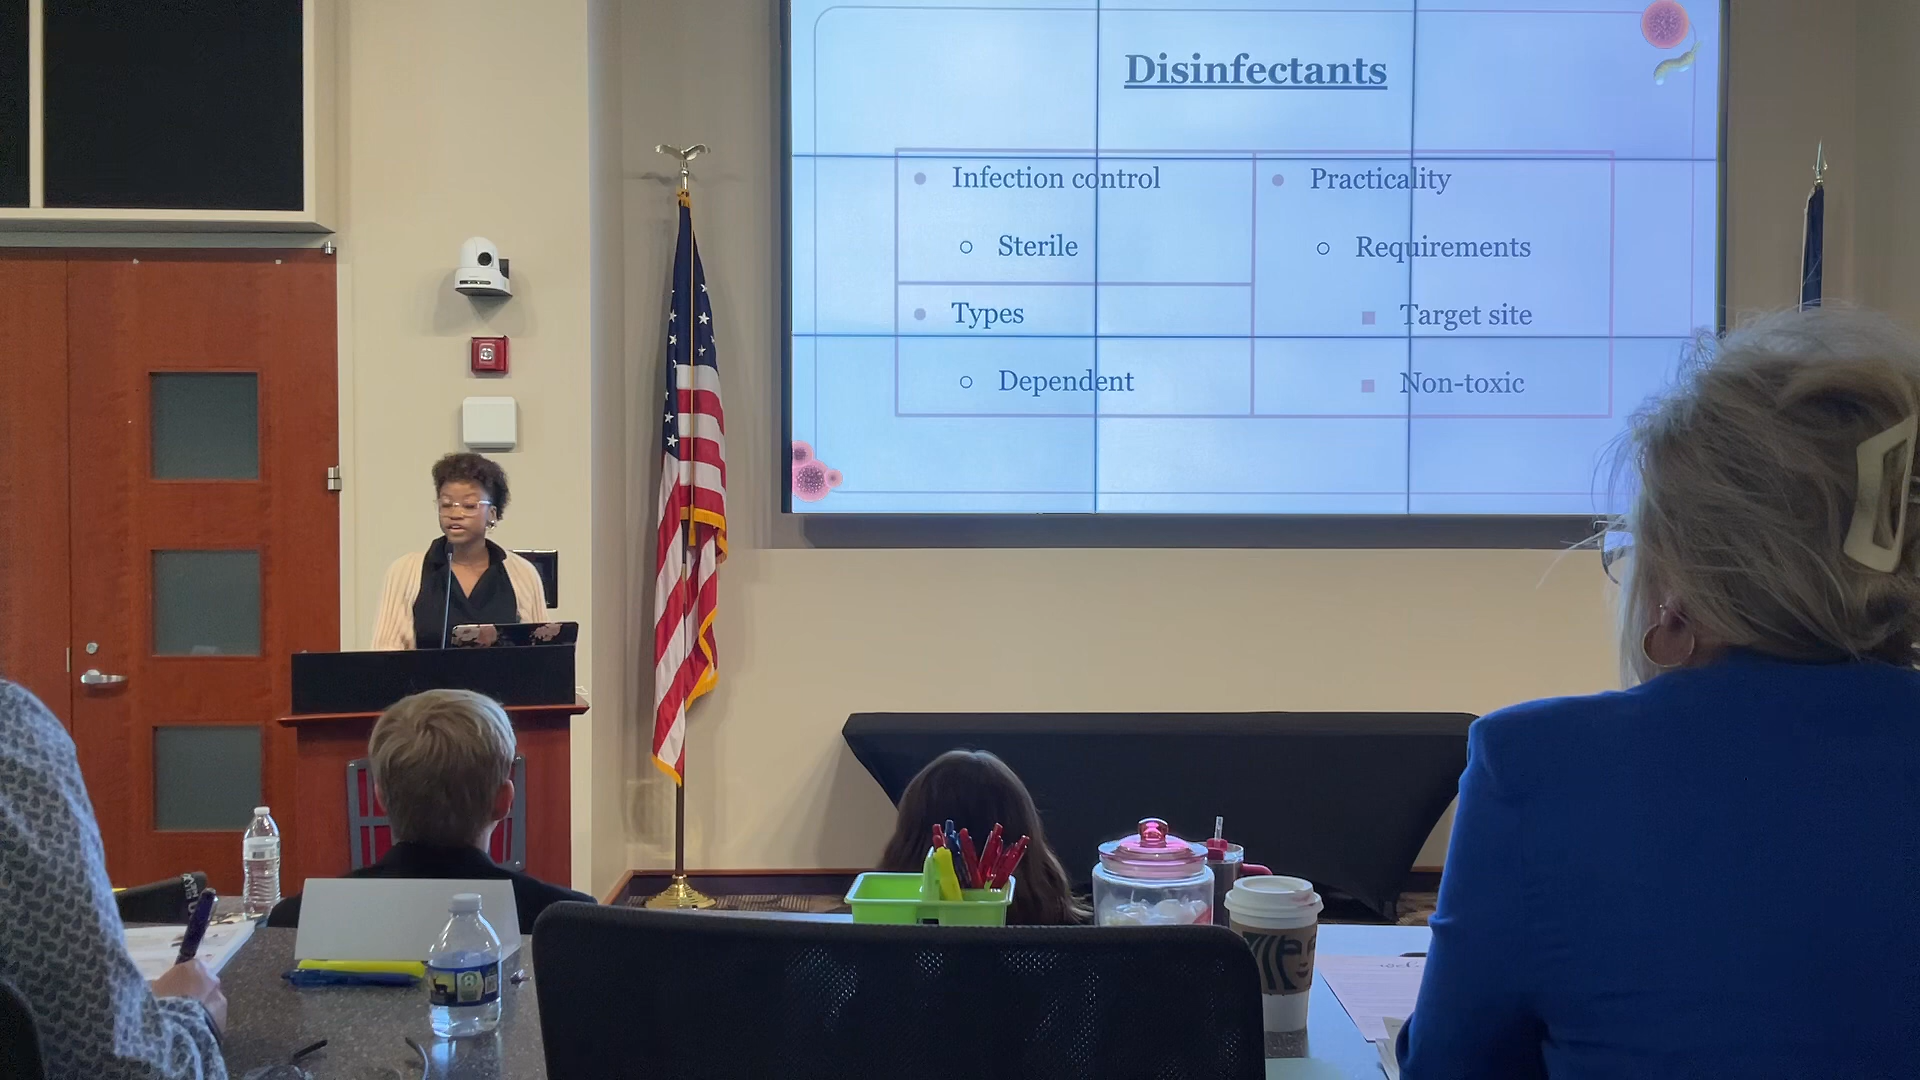 Disinfectants
Infection control
Sterile
Types
Dependent
Practicality
Requirements
Target site
Non-toxic